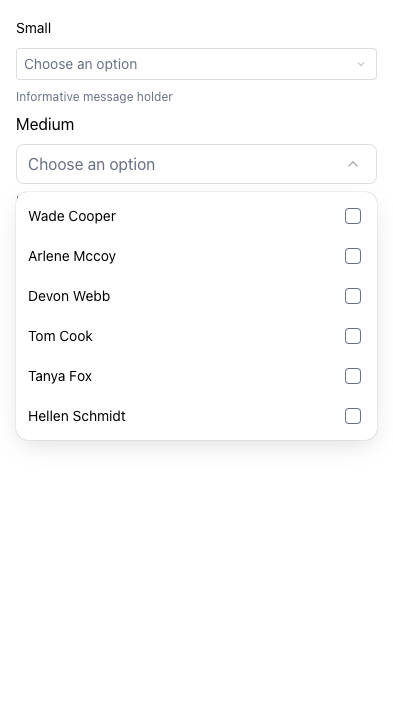 Small
Choose an option
Informative message holder
Medium
Choose an option
Wade Cooper
Arlene Mccoy
Devon Webb
Tom Cook
Tanya Fox
Hellen Schmidt